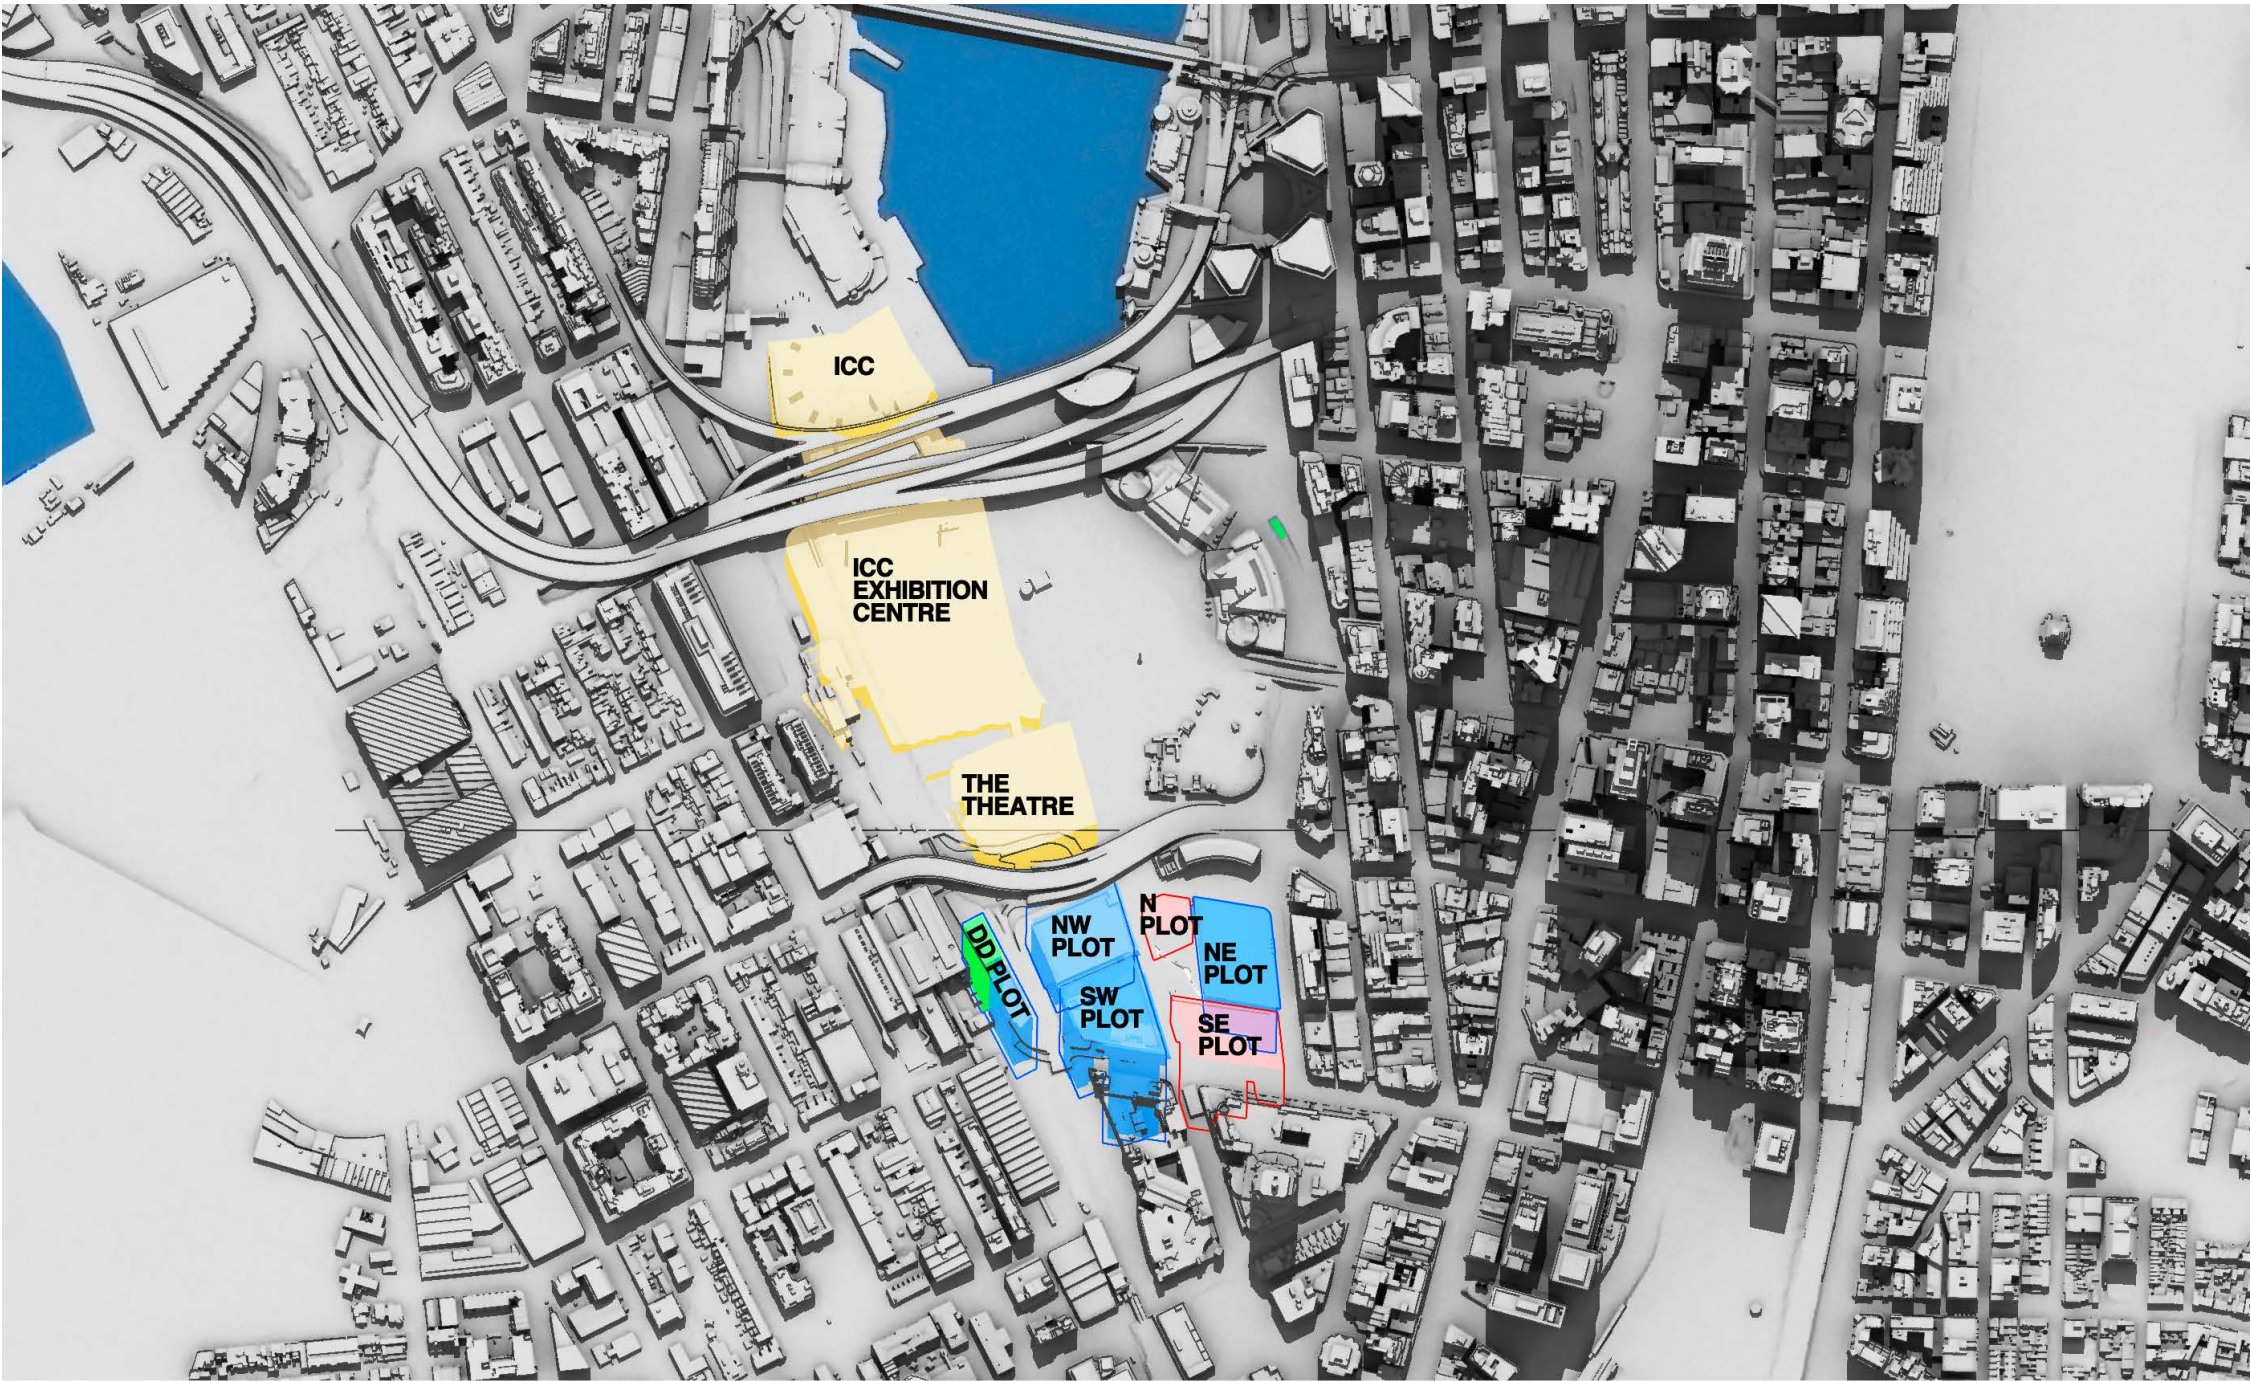 ICC
ICC
EXHIBITION
CENTRE
THE
THEATRE
DD PLOT
NW
PLOT
N
PLOT
NE
PLOT
SW
PLOT
SE
PLOT